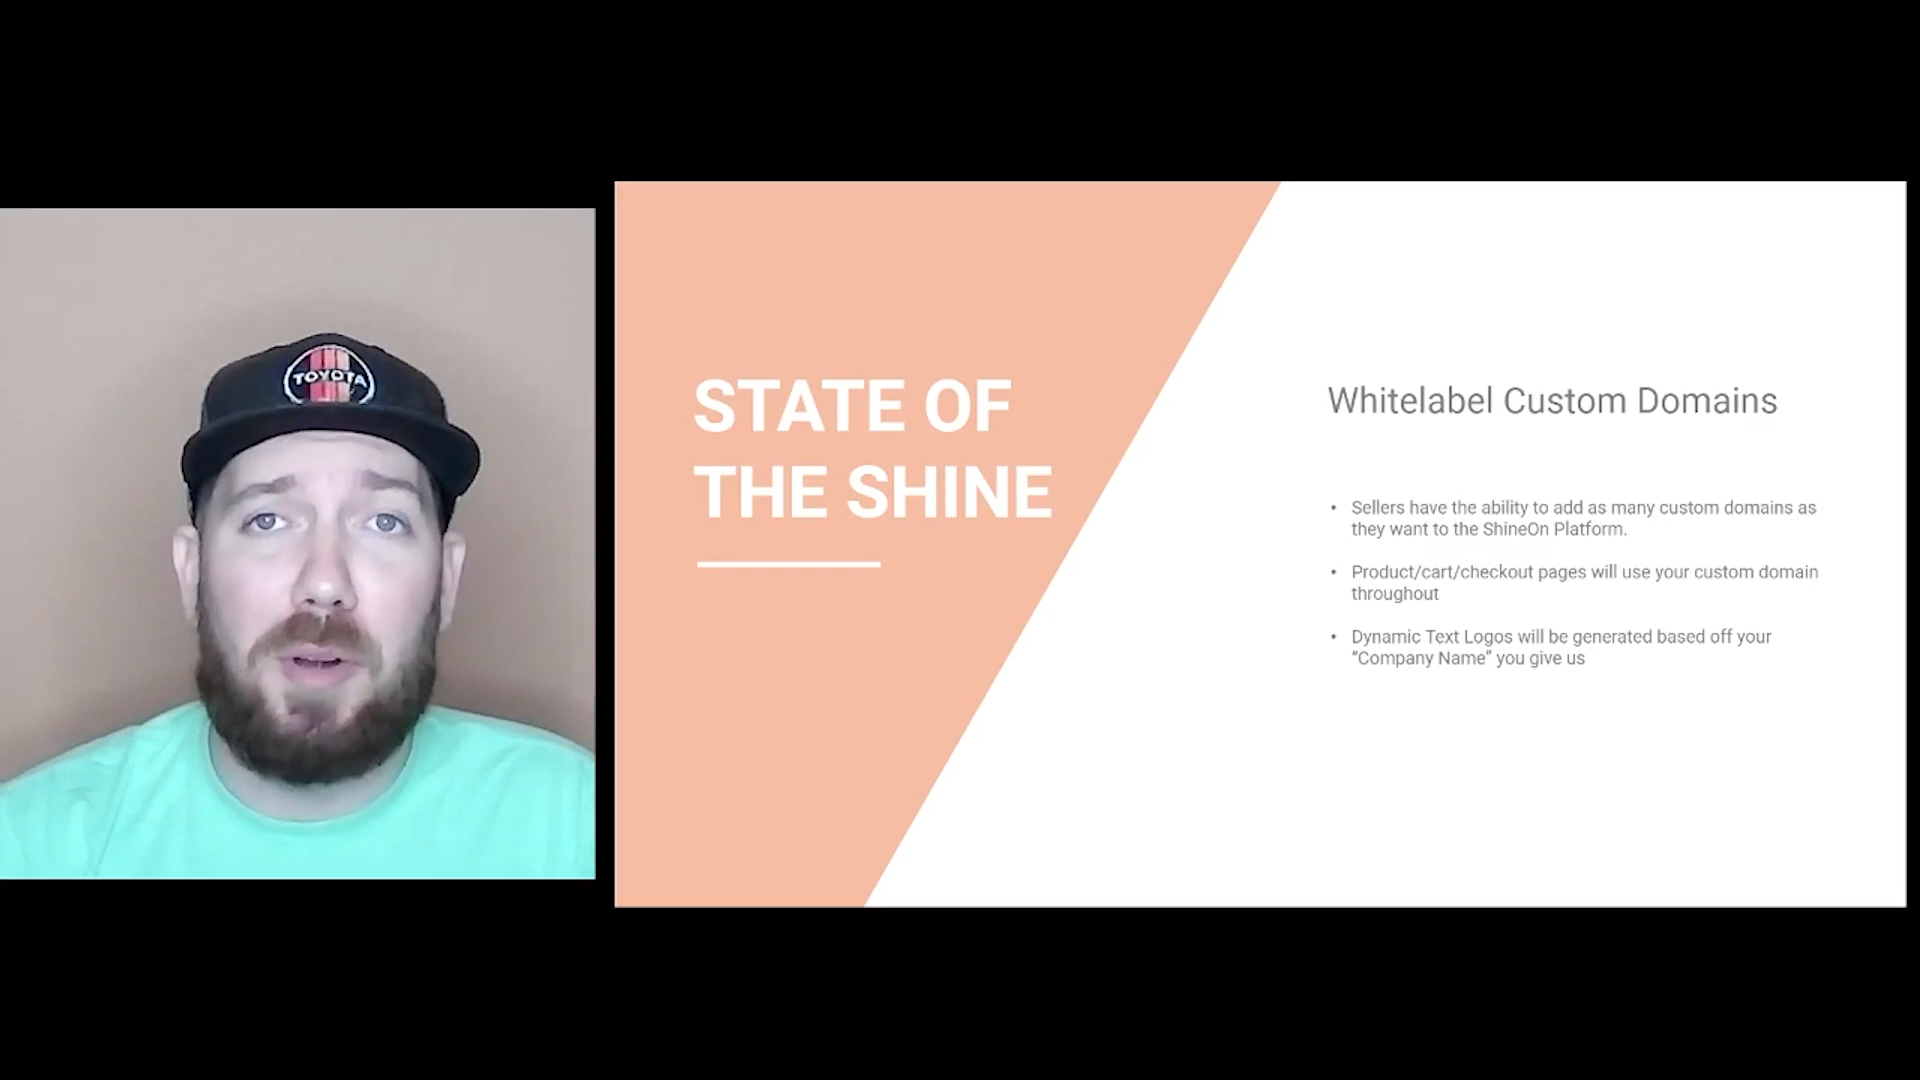 TOYOTA
STATE OF
THE SHINE
Whitelabel Custom Domains
• Sellers have the ability to add as many custom domains as
they want to the ShineOn Platform.
• Product/cart/checkout pages will use your custom domain
throughout
• Dynamic Text Logos will be generated based off your
“Company Name” you give us